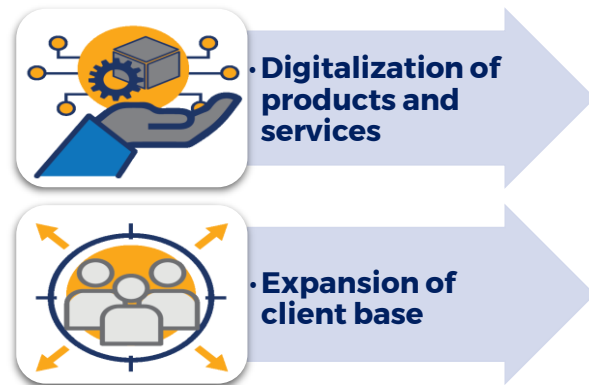 • Digitalization of
products and
services
• Expansion of
client base